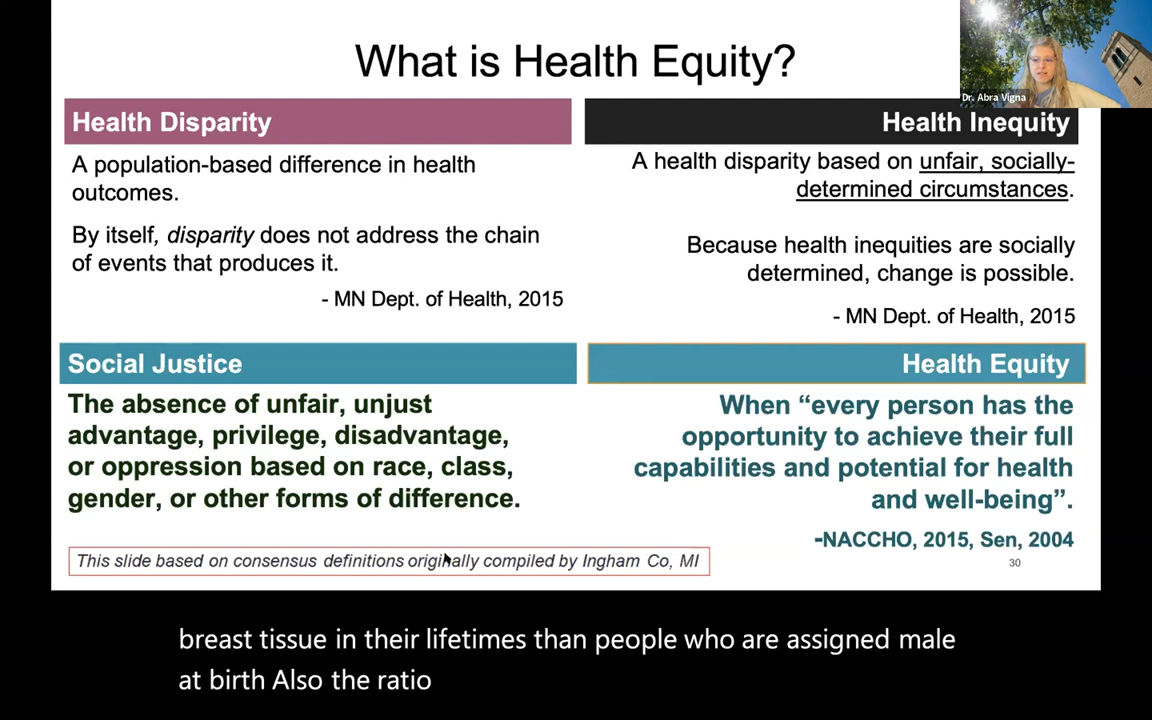 What is Health Equity?
Dr. Abra Vigna
Health Disparity
A population-based difference in health
outcomes.
By itself, disparity does not address the chain
of events that produces it.
- MN Dept. of Health, 2015
Health Inequity
A health disparity based on unfair, socially-
determined circumstances.
Because health inequities are socially
determined, change is possible.
- MN Dept. of Health, 2015
Social Justice
The absence of unfair, unjust
advantage, privilege, disadvantage,
or oppression based on race, class,
gender, or other forms of difference.
Health Equity
When “every person has the
opportunity to achieve their full
capabilities and potential for health
and well-being”.
-NACCHO, 2015, Sen, 2004
This slide based on consensus definitions originally compiled by Ingham Co, MI
30
breast tissue in their lifetimes than people who are assigned male
at birth Also the ratio